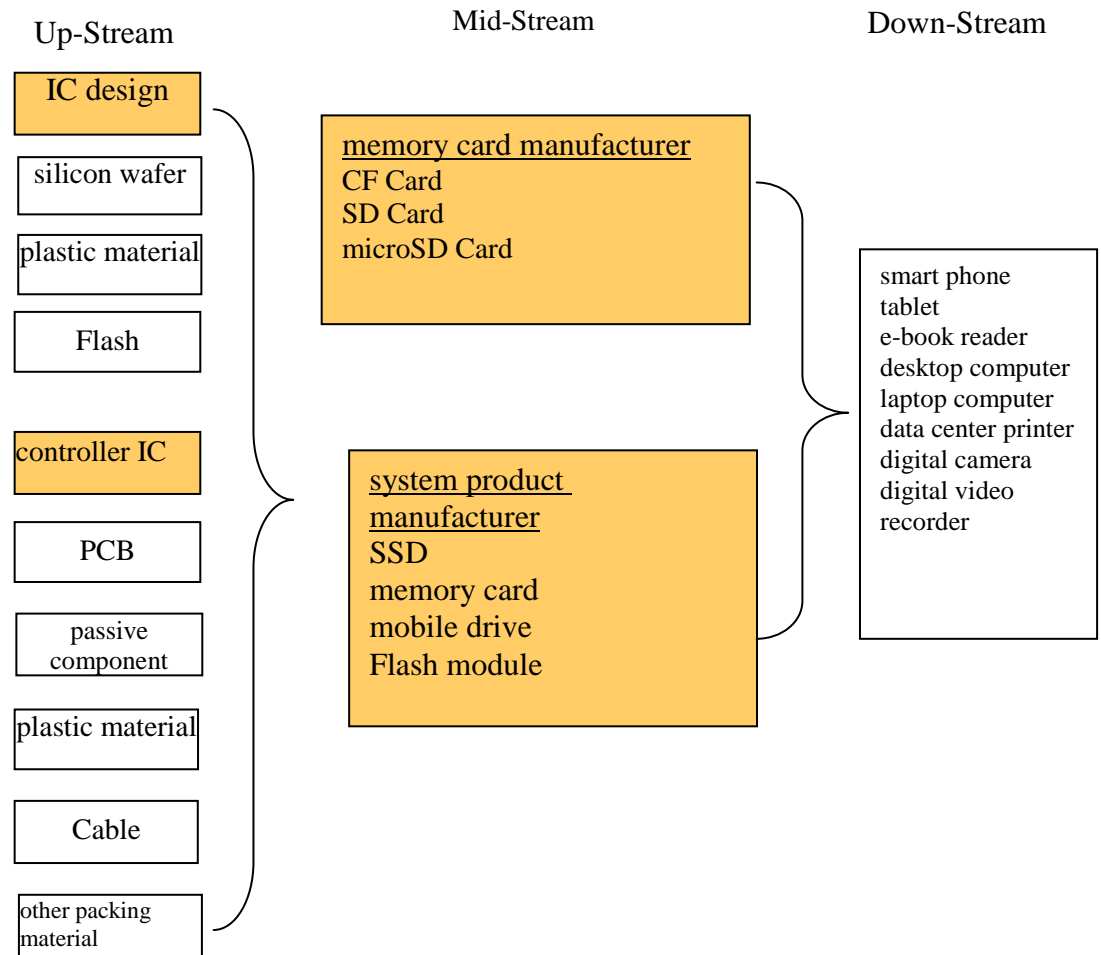 Up-Stream
Mid-Stream
Down-Stream
IC design
silicon wafer
plastic material
Flash
controller IC
PCB
passive
component
plastic material
Cable
other packing
material
memory card manufacturer
CF Card
SD Card
microSD Card
system product
manufacturer
SSD
memory card
mobile drive
Flash module
smart phone
tablet
e-book reader
desktop computer
laptop computer
data center printer
digital camera
digital video
recorder